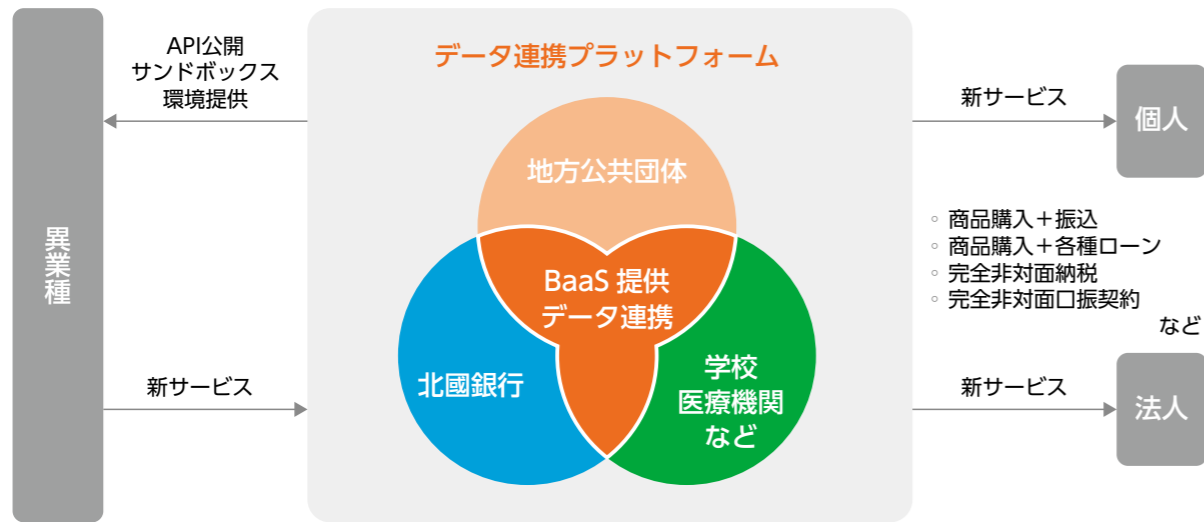 異業種
API公開
サンドボックス
環境提供
新サービス
データ連携プラットフォーム
地方公共団体
BaaS 提供
データ連携
北國銀行
学校
医療機関
など
新サービス
個人
◦ 商品購入＋振込
◦ 商品購入＋各種ローン
◦ 完全非対面納税
◦ 完全非対面口振契約
など
新サービス
法人